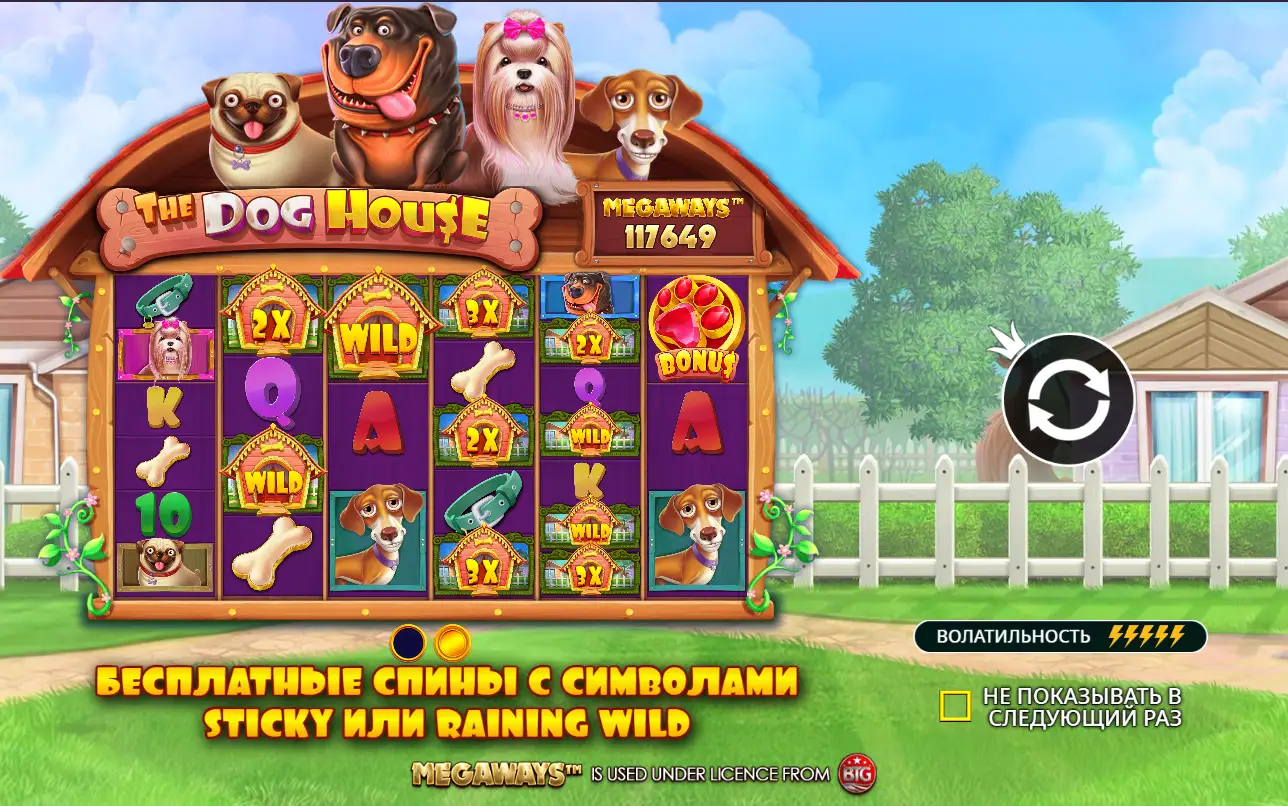 THE DOG HOU$E
MEGAWAYS™
117649
2X
WILD
3X
2X
BONU$
K
Q
A
Q
A
2X
WILD
WILD
K
10
WILD
3X
3X
ВОЛАТИЛЬНОСТЬ
БЕСПЛАТНЫЕ СПИНЫ С СИМВОЛАМИ
STICKY ИЛИ RAINING WILD
НЕ ПОКАЗЫВАТЬ В
СЛЕДУЮЩИЙ РАЗ
MEGAWAYS™ IS USED UNDER LICENCE FROM BIG